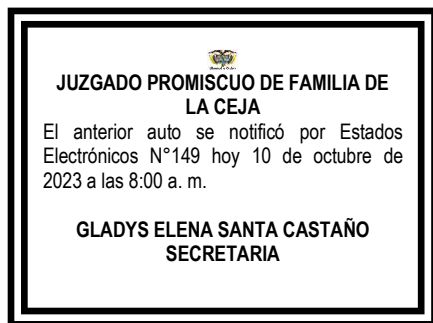 JUZGADO PROMISCUO DE FAMILIA DE
LA CEJA
El anterior auto se notificó por Estados
Electrónicos N°149 hoy 10 de octubre de
2023 a las 8:00 a. m.
GLADYS ELENA SANTA CASTAÑO
SECRETARIA